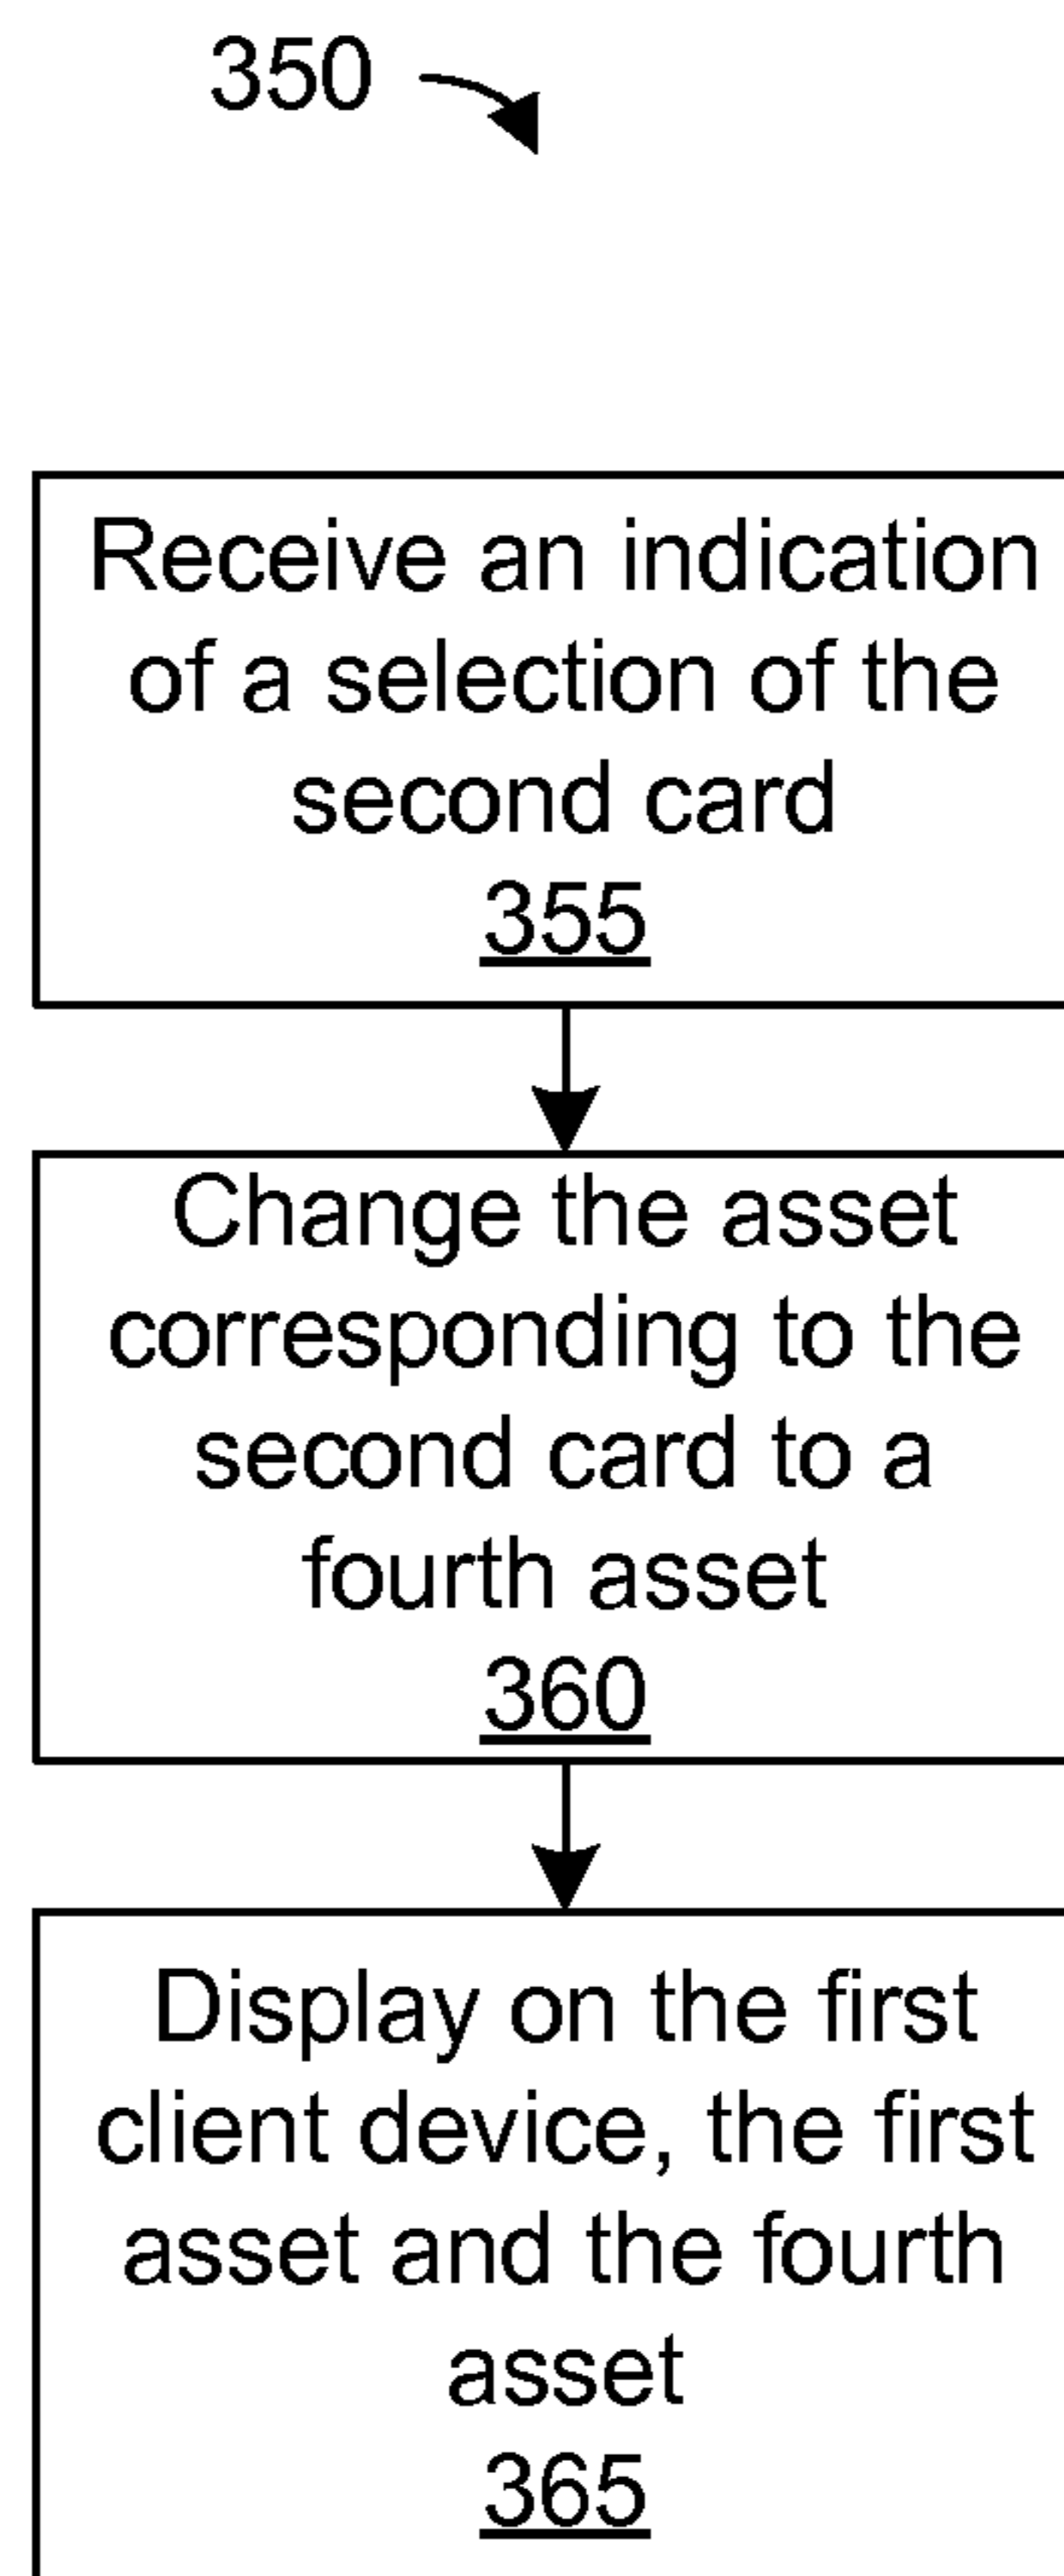 350
Receive an indication
of a selection of the
second card
355
Change the asset
corresponding to the
second card to a
fourth asset
360
Display on the first
client device, the first
asset and the fourth
asset
365